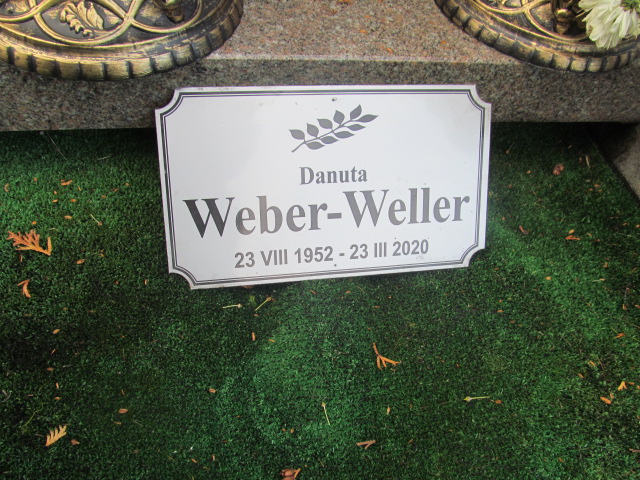 Danuta
Weber-Weller
23 VIII 1952 - 23 III 2020